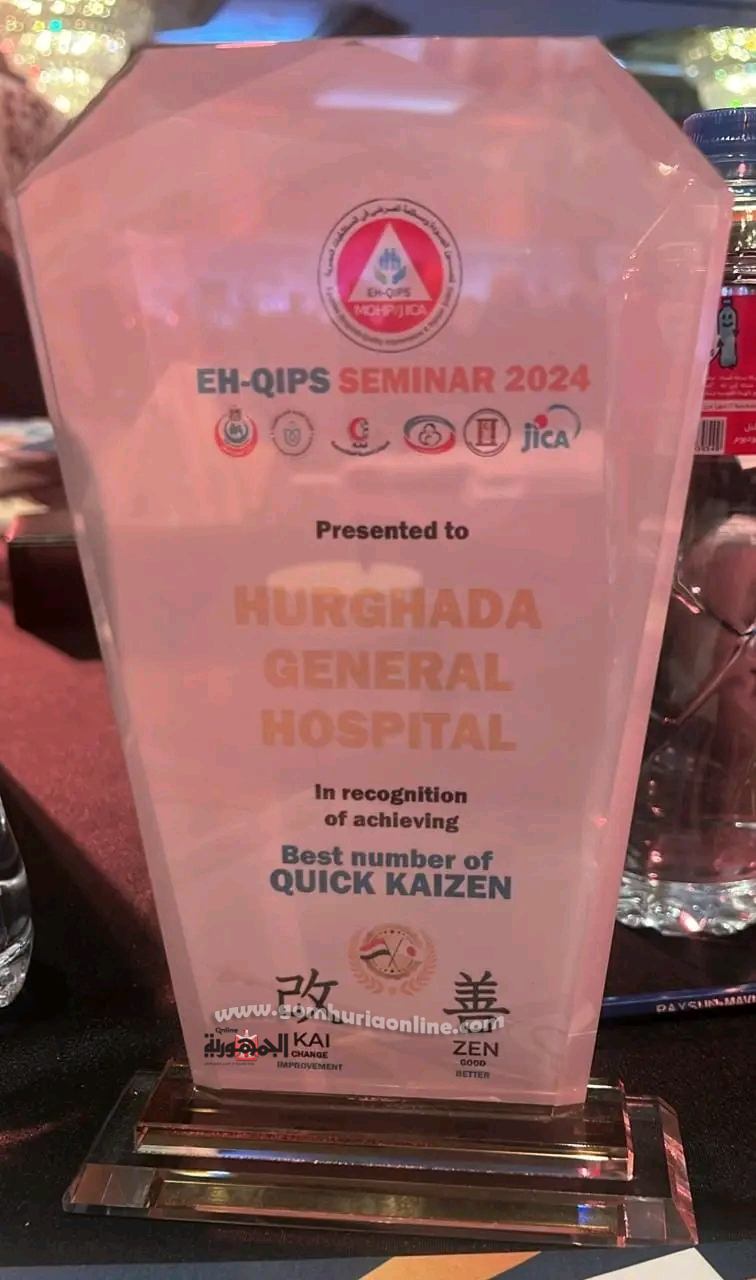 EH-QIPS
MOHP/JICA
EH-QIPS SEMINAR 2024
jICA
Presented to
HURGHADA
GENERAL
HOSPITAL
In recognition
of achieving
Best number of
QUICK KAIZEN
改 善
www.gomhuriaonline.com
Online
الجمهورية
KAI ZEN
CHANGE GOOD
IMPROVEMENT BETTER